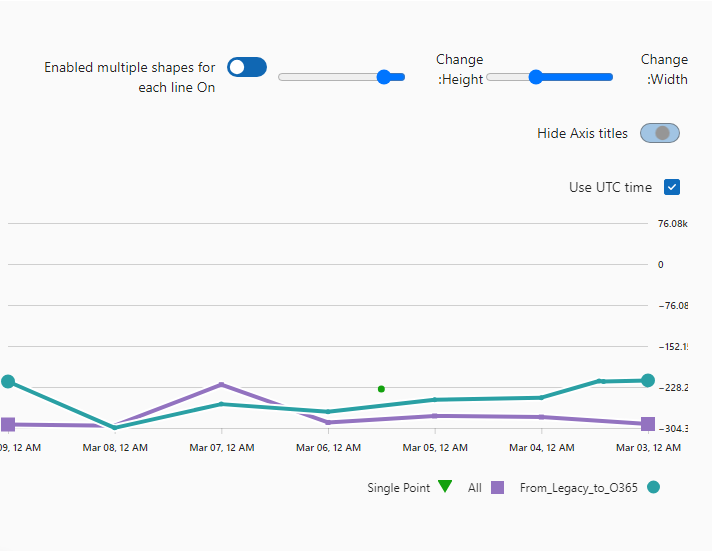 Enabled multiple shapes for
each line On
Change
:Height
Change
:Width
Hide Axis titles
Use UTC time
76.08k
0
−76.08
−152.1
−228.2
−304.3
09, 12 AM
Mar 08, 12 AM
Mar 07, 12 AM
Mar 06, 12 AM
Mar 05, 12 AM
Mar 04, 12 AM
Mar 03, 12 AM
Single Point
All
From_Legacy_to_O365